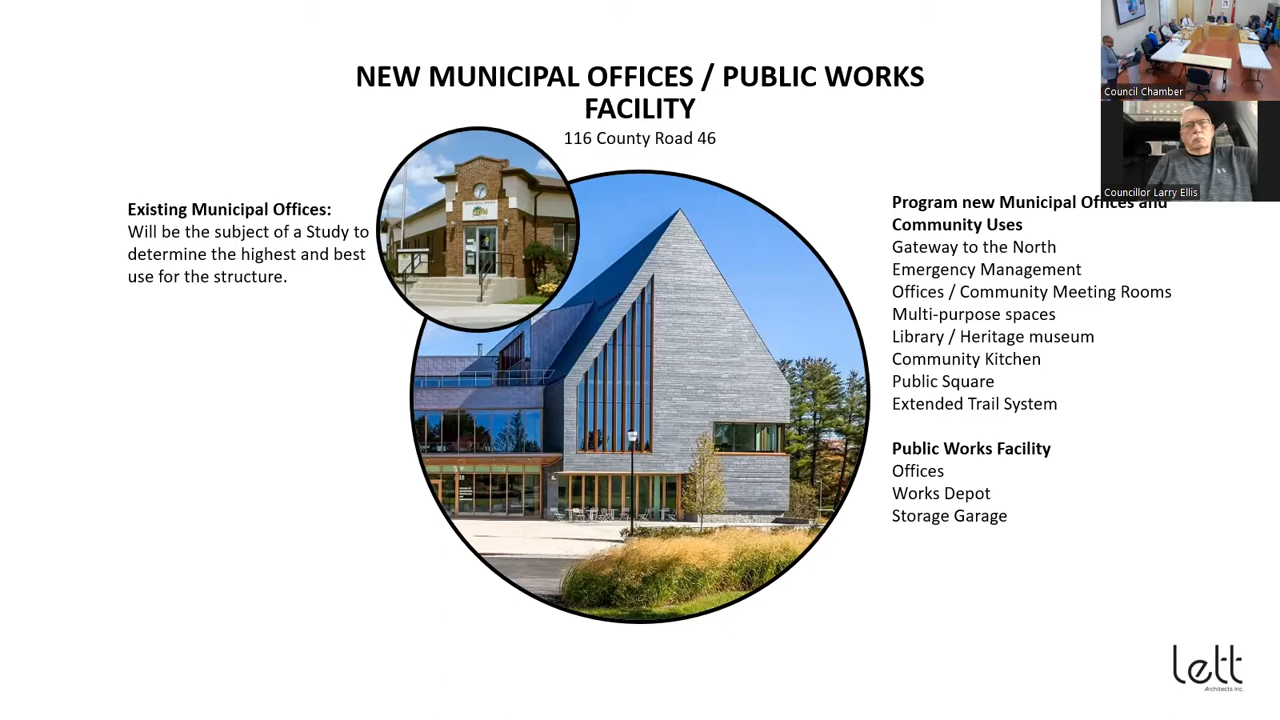 NEW MUNICIPAL OFFICES / PUBLIC WORKS
FACILITY
116 County Road 46
Existing Municipal Offices:
Will be the subject of a Study to
determine the highest and best
use for the structure.
Program new Municipal Offices and
Community Uses
Gateway to the North
Emergency Management
Offices / Community Meeting Rooms
Multi-purpose spaces
Library / Heritage museum
Community Kitchen
Public Square
Extended Trail System
Public Works Facility
Offices
Works Depot
Storage Garage
Council Chamber
Councillor Larry Ellis
lett
Architects inc.